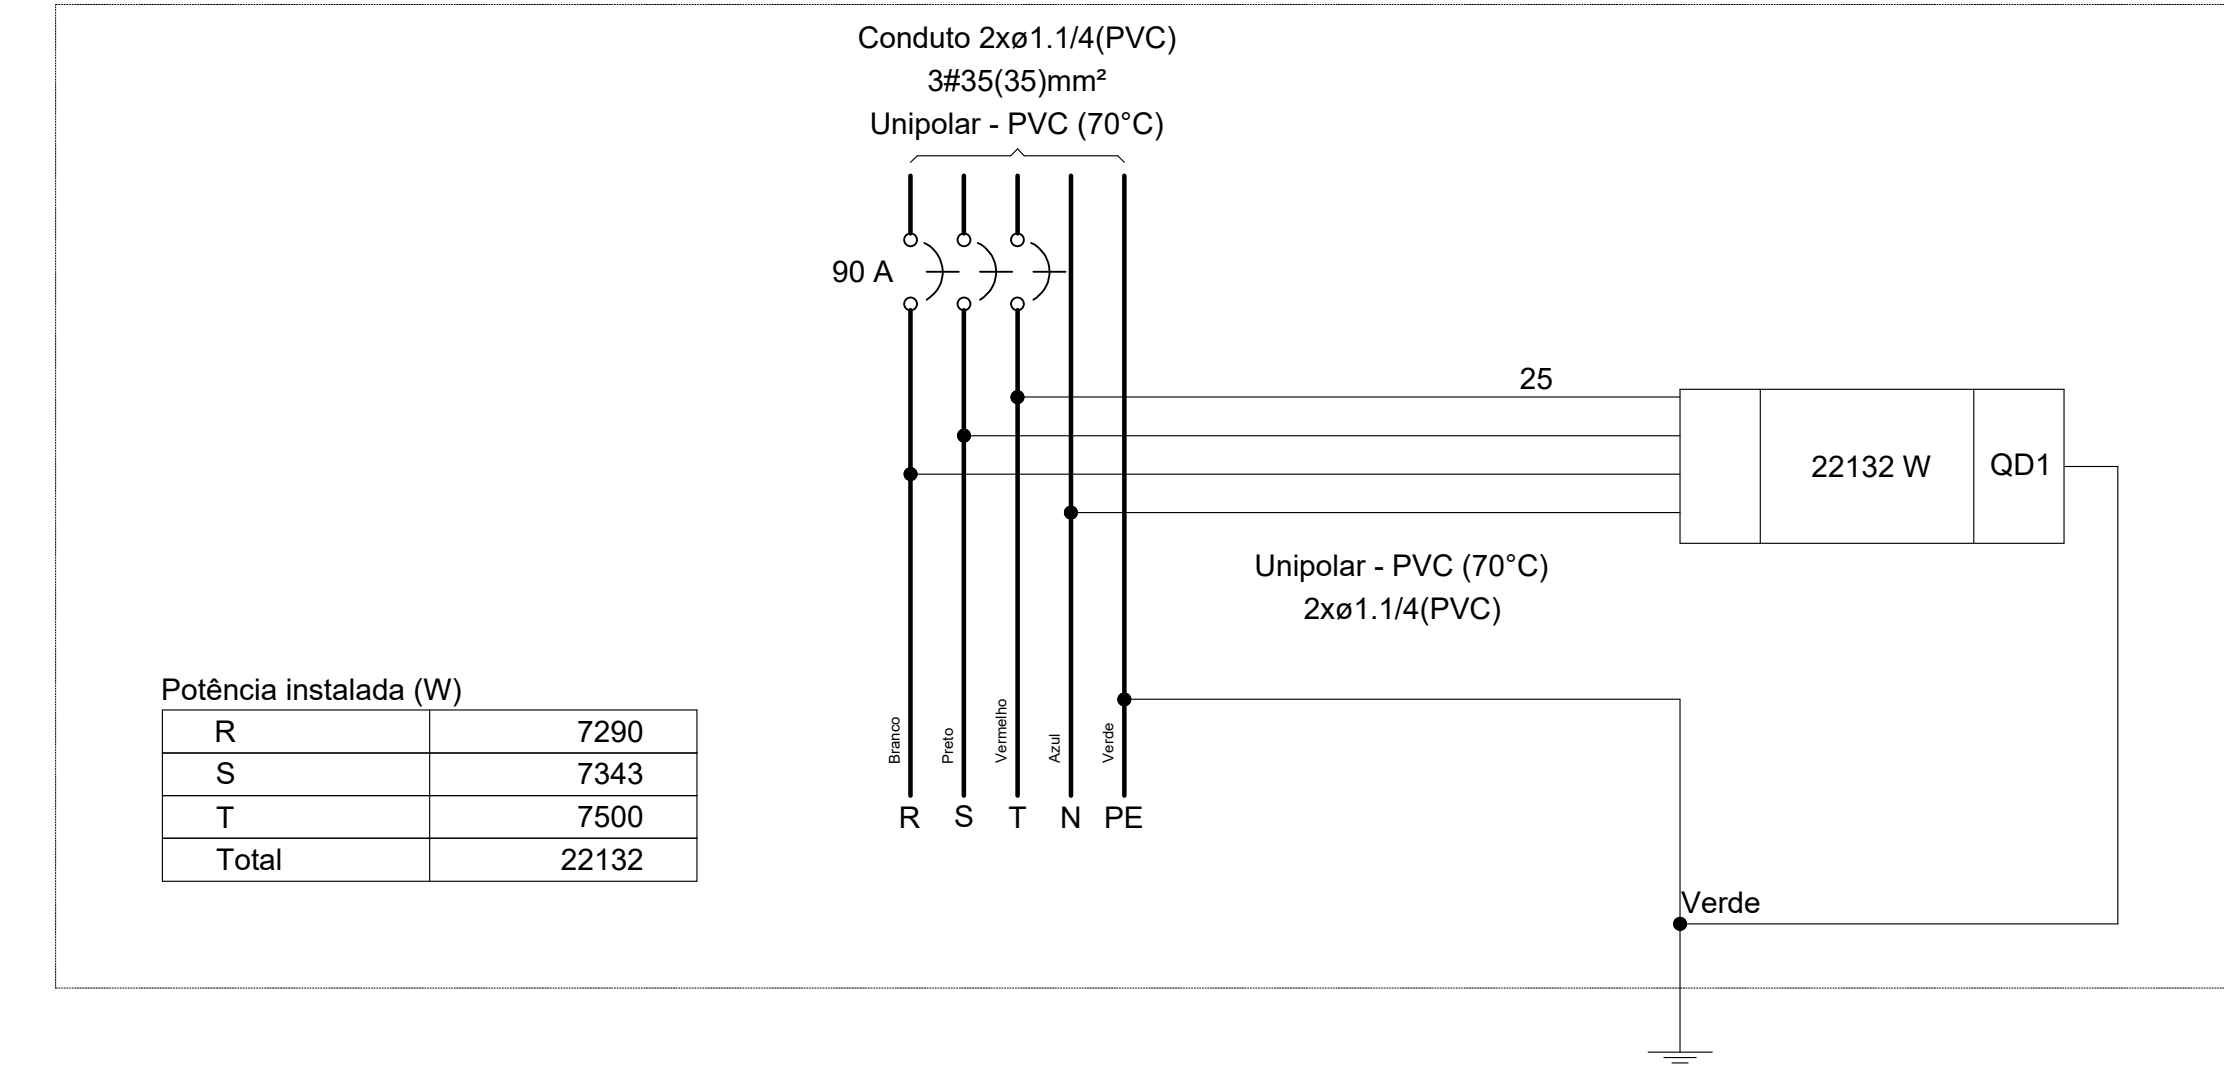 Conduto 2xø1.1/4(PVC)
3#35(35)mm²
Unipolar - PVC (70°C)
90 A
25
22132 W
QD1
Unipolar - PVC (70°C)
2xø1.1/4(PVC)
Potência instalada (W)
R 7290
S 7343
T 7500
Total 22132
Branco
Preto
Vermelho
Azul
Verde
R S T N PE
Verde